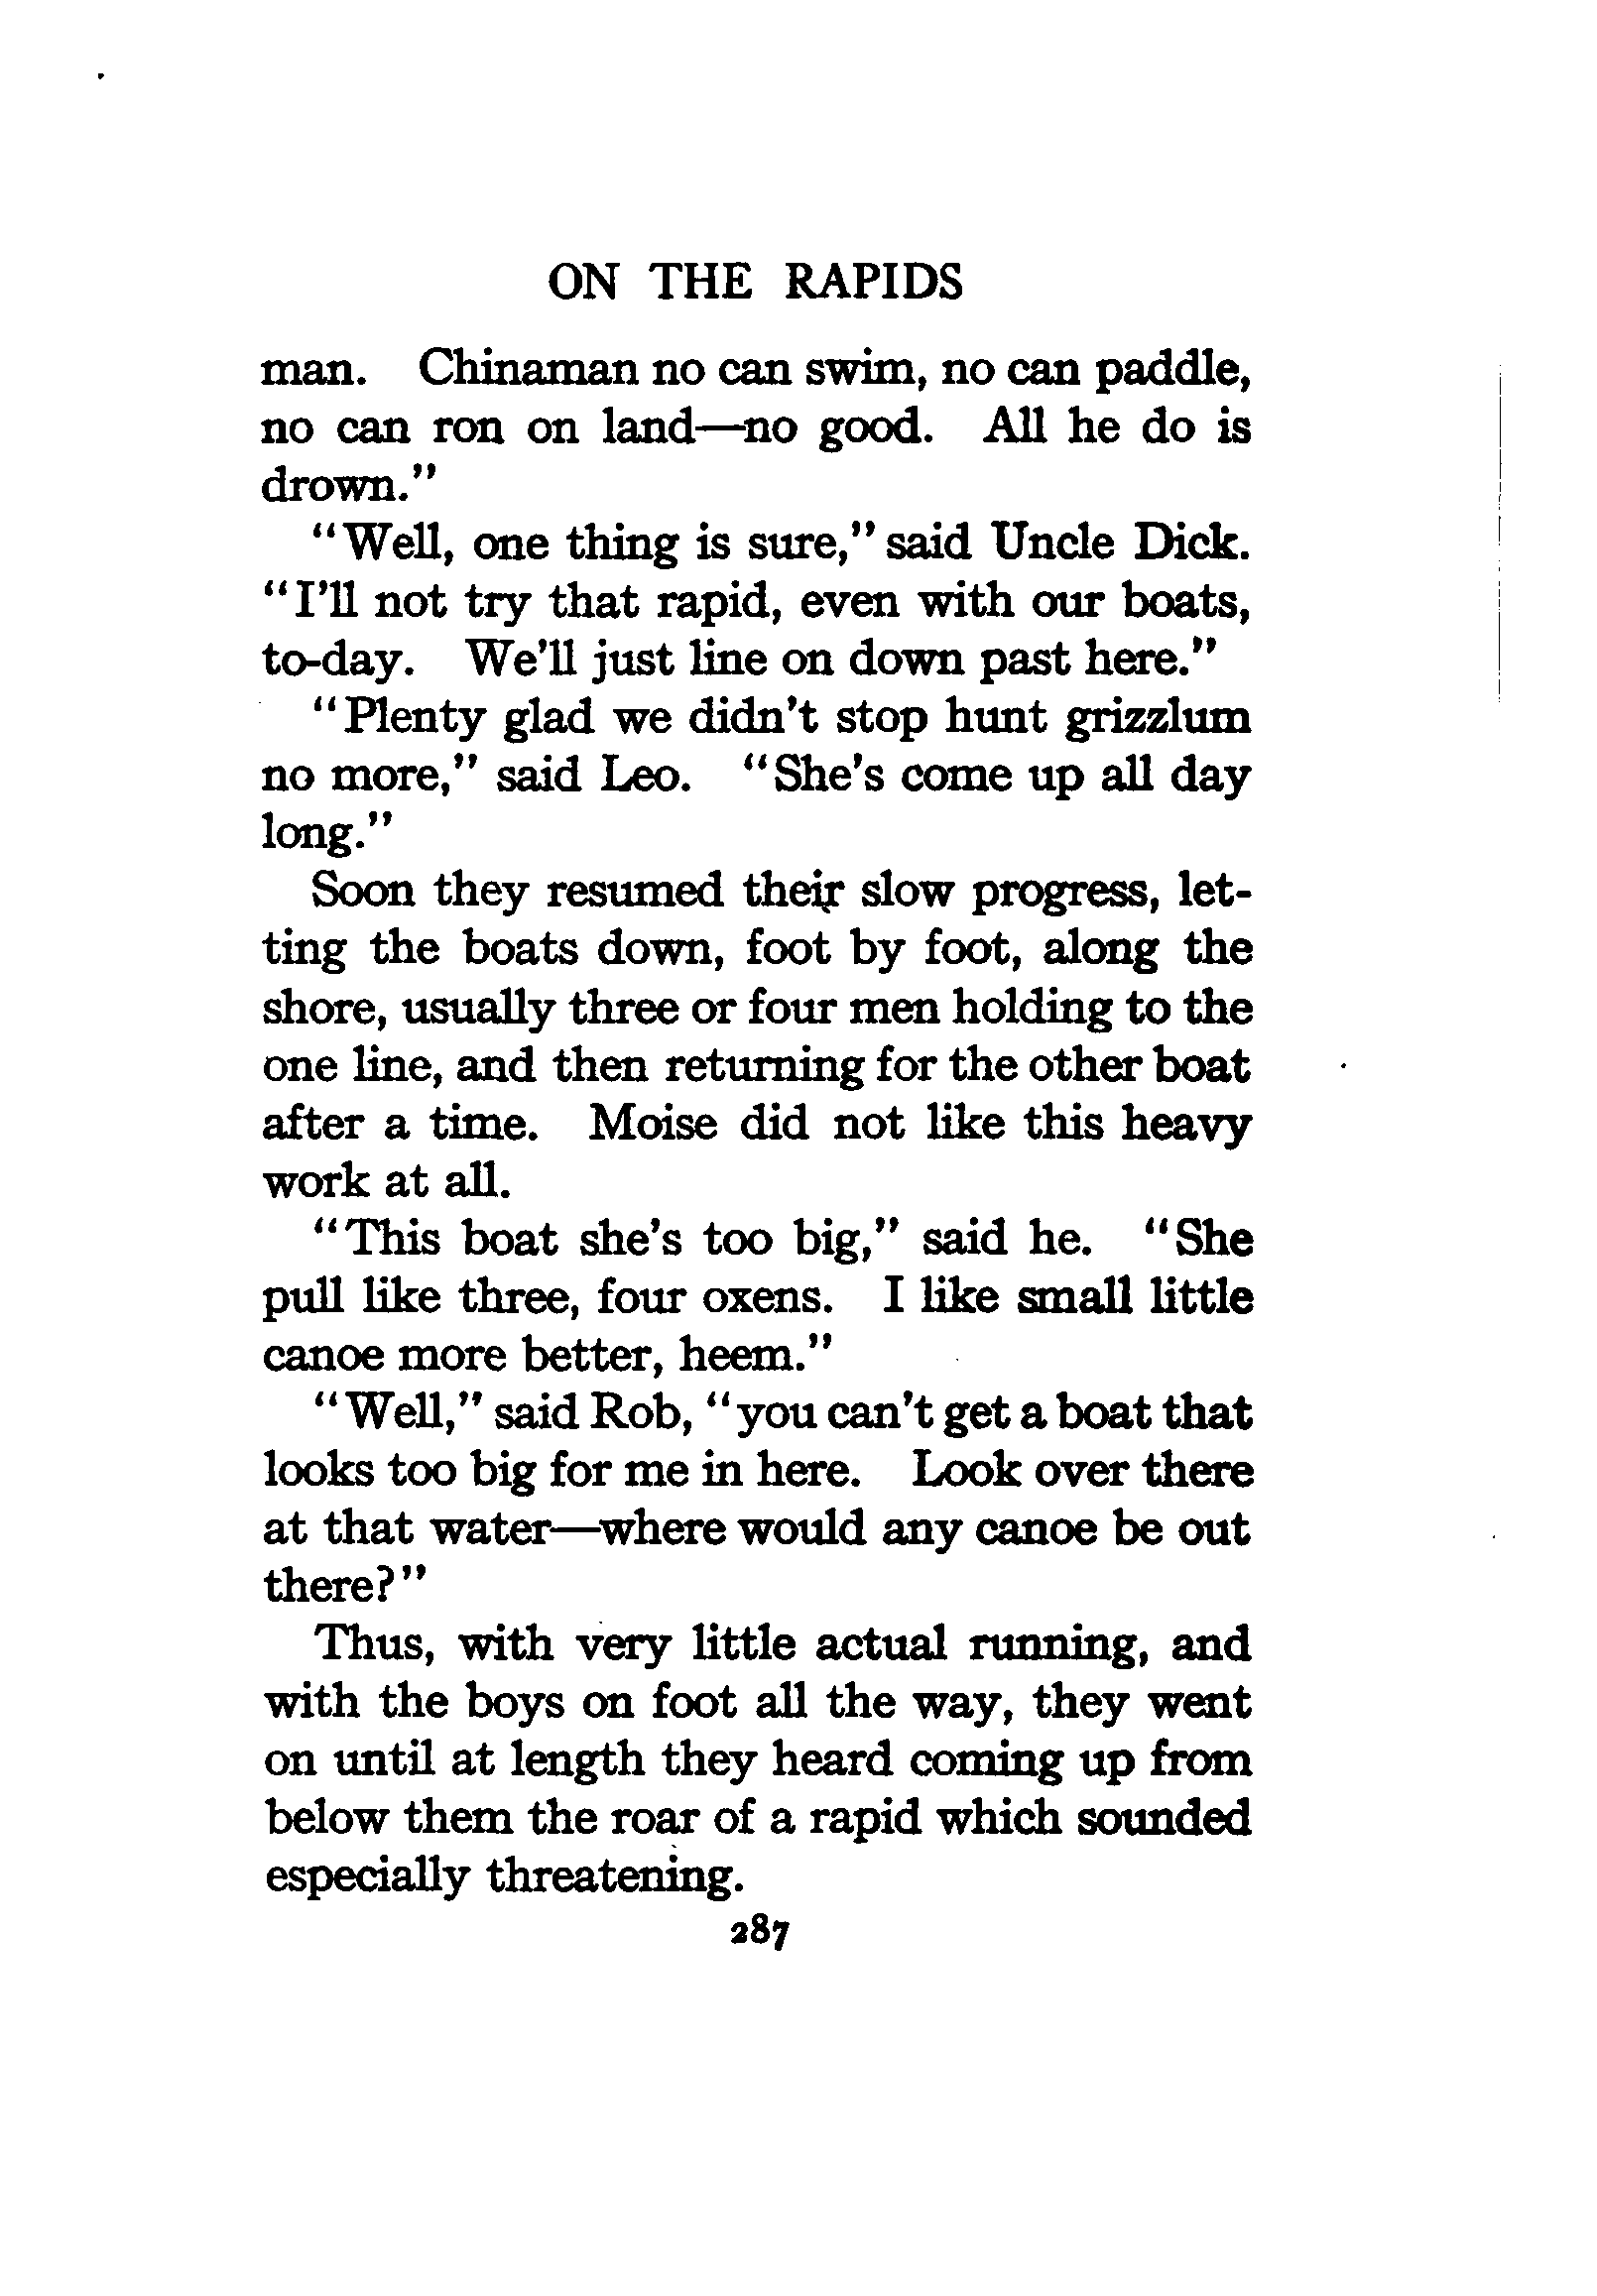 ON THE RAPIDS
man. Chinaman no can swim, no can paddle,
no can ron on land—no good. All he do is
drown."
"Well, one thing is sure," said Uncle Dick.
"I'll not try that rapid, even with our boats,
to-day. We'll just line on down past here."
"Plenty glad we didn't stop hunt grizzlum
no more," said Leo. "She's come up all day
long."
Soon they resumed their slow progress, let-
ting the boats down, foot by foot, along the
shore, usually three or four men holding to the
one line, and then returning for the other boat
after a time. Moise did not like this heavy
work at all.
"This boat she's too big," said he. "She
pull like three, four oxens. I like small little
canoe more better, heem."
"Well," said Rob, "you can't get a boat that
looks too big for me in here. Look over there
at that water—where would any canoe be out
there?"
Thus, with very little actual running, and
with the boys on foot all the way, they went
on until at length they heard coming up from
below them the roar of a rapid which sounded
especially threatening.
287